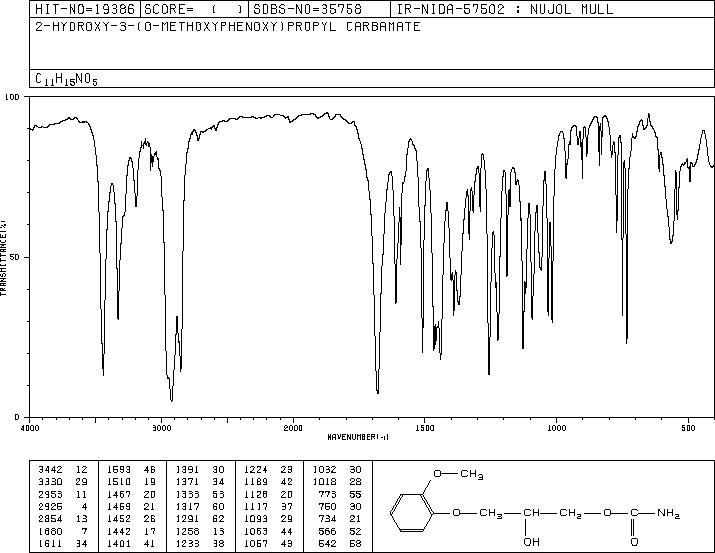 HIT-NO=19386 SCORE= ( ) SDBS-NO=35758 IR-NIDA-57502 : NUJOL MULL
2-HYDROXY-3-(O-METHOXYPHENOXY)PROPYL CARBAMATE
C11H15NO5
100
50
0
TRANSMITTANCE(%)
4000 3000 2000 1500 1000 500
WAVENUMBER(-1)
3442 12 1593 46 1391 30 1224 23 1032 30
3330 29 1510 19 1371 34 1189 42 1018 28
2953 11 1467 20 1333 53 1128 20 773 55
2925 4 1459 21 1317 60 1117 37 750 30
2854 13 1452 26 1291 62 1093 29 734 21
1680 7 1442 17 1258 13 1063 44 566 52
1611 34 1401 41 1233 38 1057 43 542 58
O—CH3
O—CH2—CH—CH2—O—C—NH2
OH O